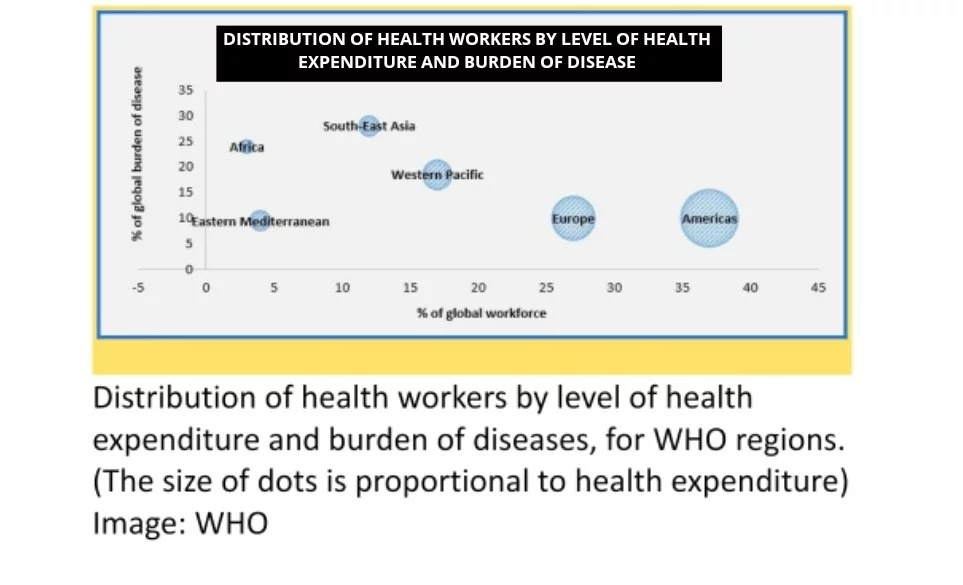 DISTRIBUTION OF HEALTH WORKERS BY LEVEL OF HEALTH
EXPENDITURE AND BURDEN OF DISEASE
% of global burden of disease
35
30
25
20
15
10
5
0
South-East Asia
Africa
Western Pacific
Eastern Mediterranean
Europe
Americas
-5 0 5 10 15 20 25 30 35 40 45
% of global workforce
Distribution of health workers by level of health
expenditure and burden of diseases, for WHO regions.
(The size of dots is proportional to health expenditure)
Image: WHO